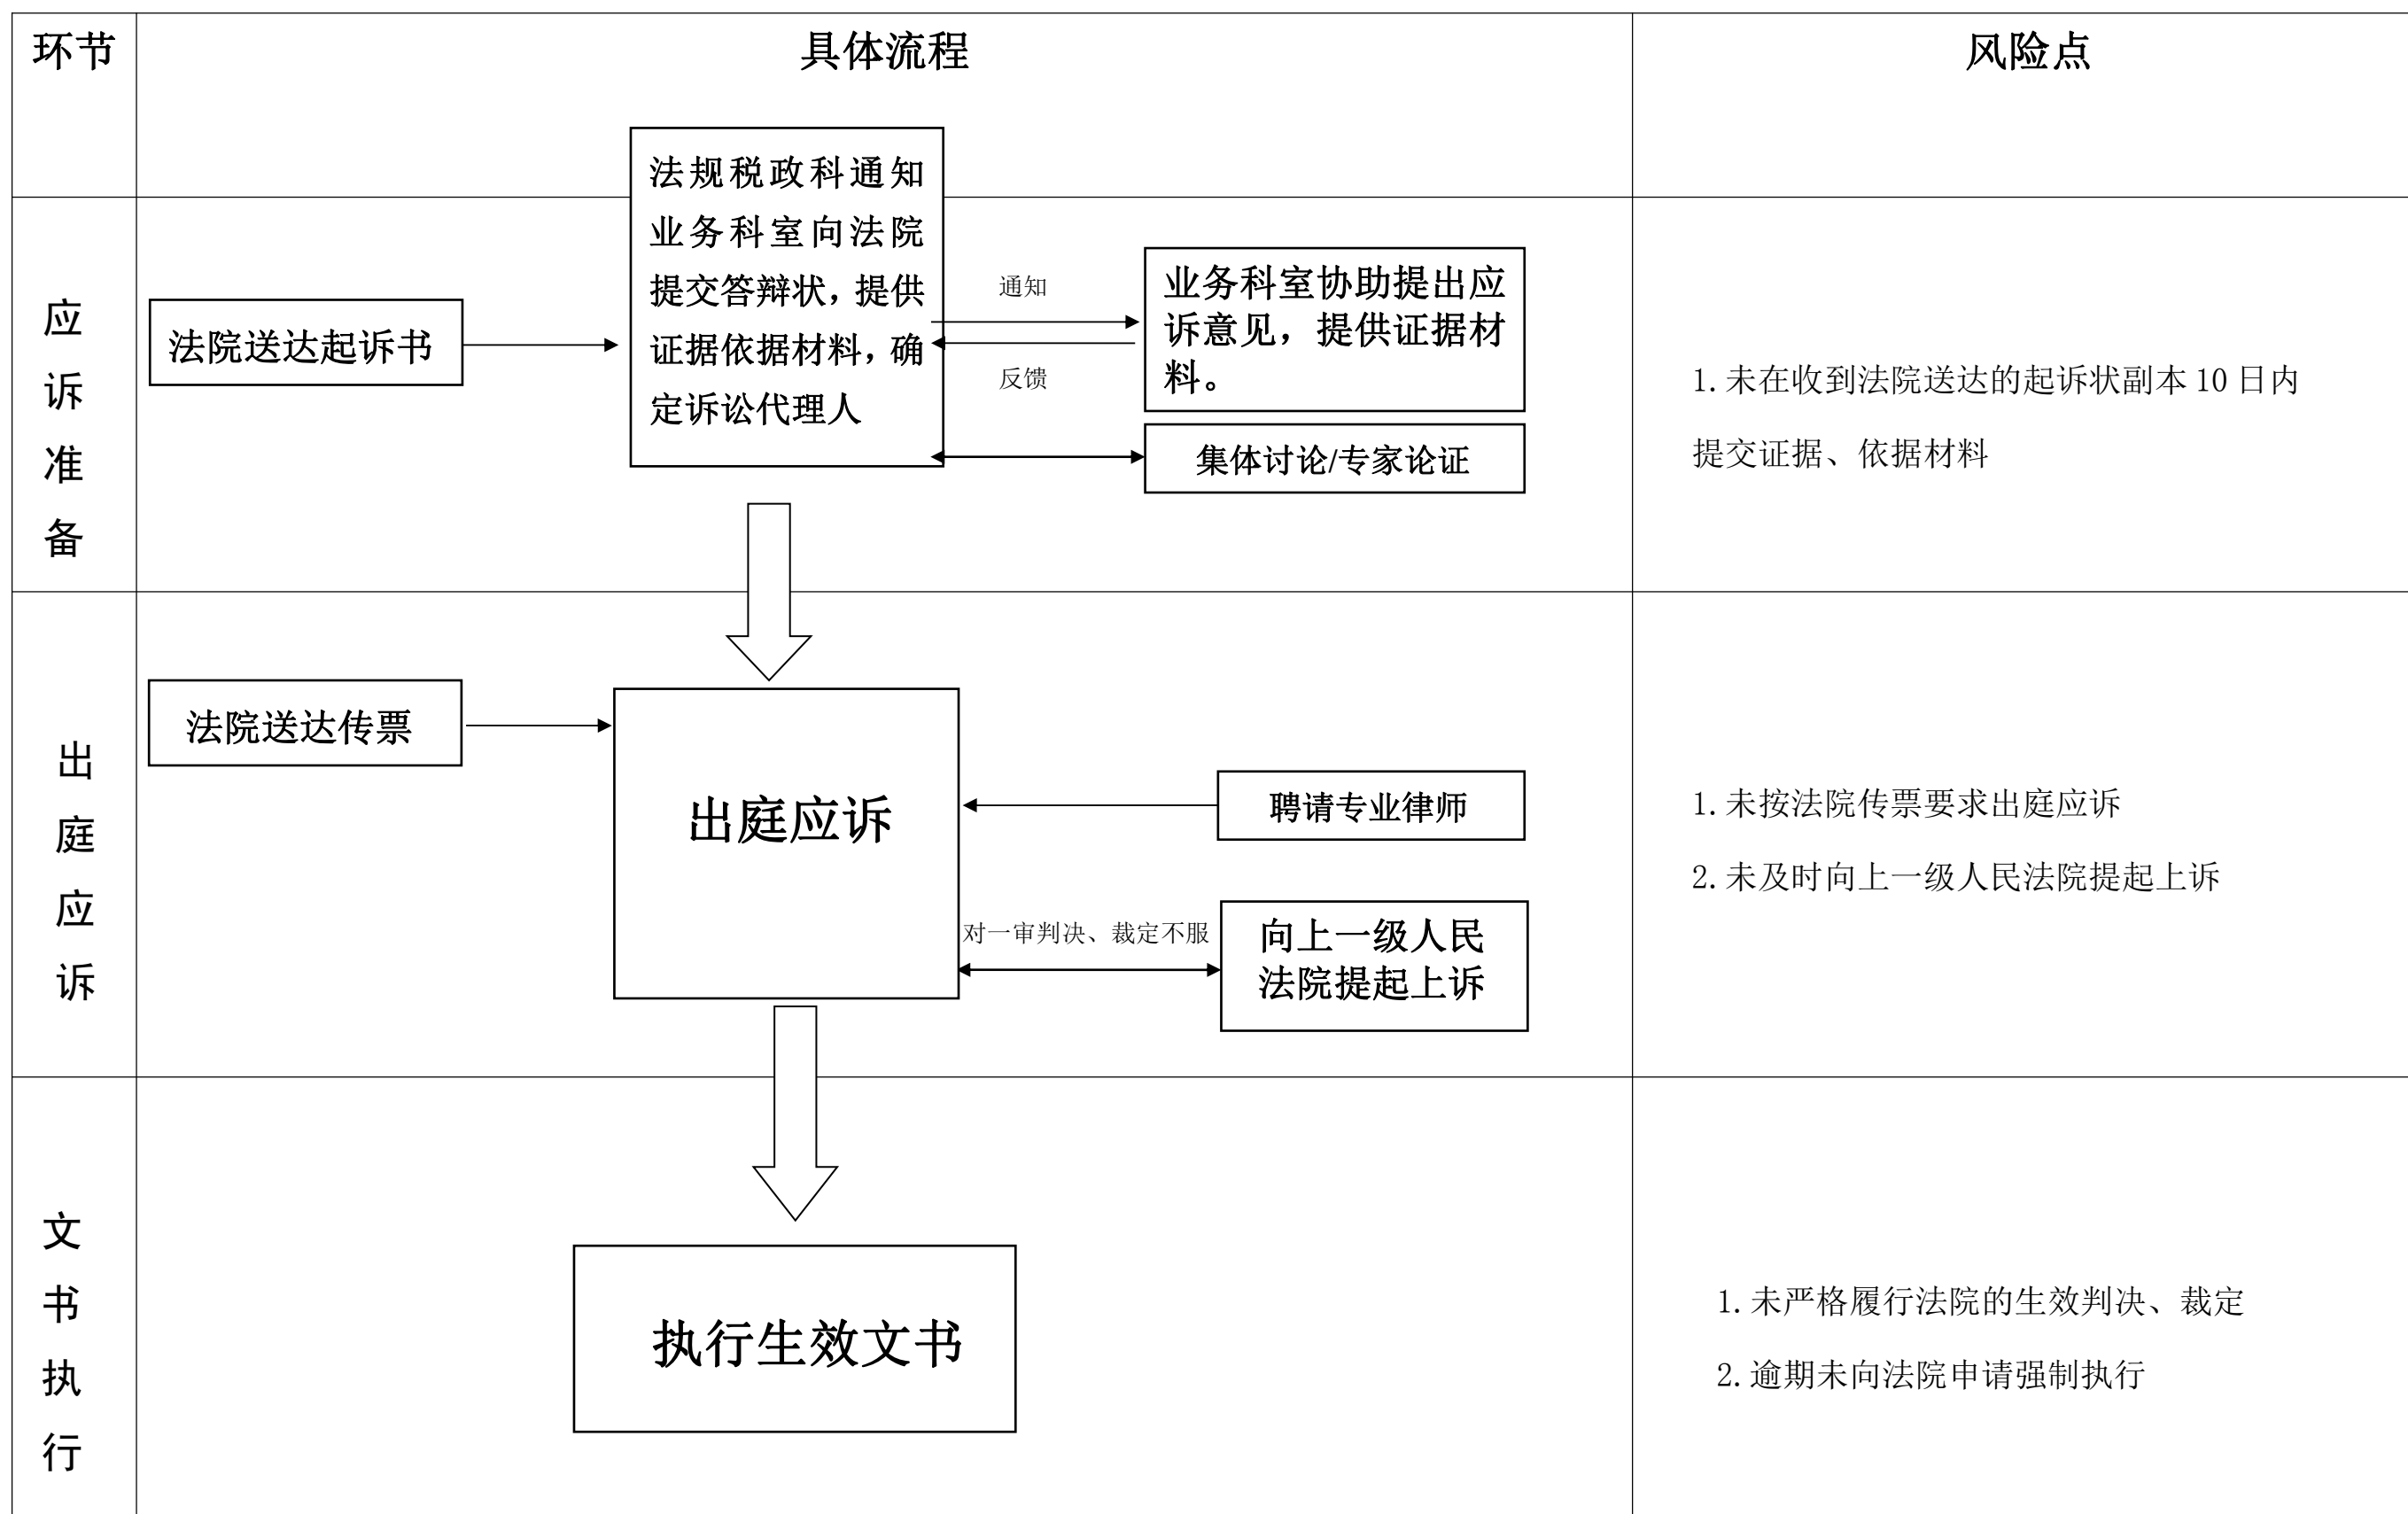 环节
具体流程
风险点
应
诉
准
备
法院送达起诉书
法规税政科通知
业务科室向法院
提交答辩状，提供
证据依据材料，确
定诉讼代理人
通知
反馈
业务科室协助提出应
诉意见，提供证据材
料。
集体讨论/专家论证
1.未在收到法院送达的起诉状副本 10 日内
提交证据、依据材料
出
庭
应
诉
法院送达传票
出庭应诉
聘请专业律师
对一审判决、裁定不服
向上一级人民
法院提起上诉
1.未按法院传票要求出庭应诉
2.未及时向上一级人民法院提起上诉
文
书
执
行
执行生效文书
1.未严格履行法院的生效判决、裁定
2.逾期未向法院申请强制执行